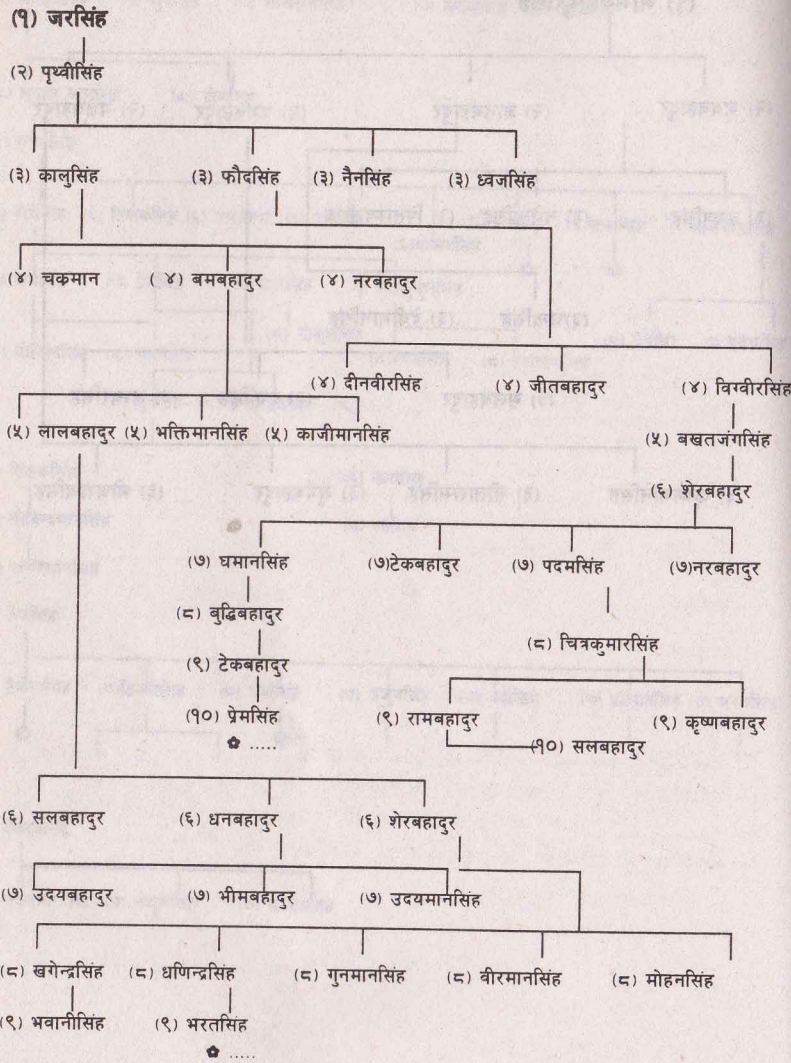 (१) जरसिंह
(२) पृथ्वीसिंह
(३) कालुसिंह (३) फौदसिंह (३) नैनसिंह (३) ध्वजसिंह
(४) चक्रमान (४) बमबहादुर (४) नरबहादुर
(४) दीनवीरसिंह (४) जीतबहादुर (४) विग्वीरसिंह
(५) लालबहादुर (५) भक्तिमानसिंह (५) काजीमानसिंह (५) बखतजंगसिंह
(६) शेरबहादुर
(७) घमानसिंह (७)टेकबहादुर (७) पदमसिंह (७)नरबहादुर
(८) बुद्धिबहादुर
(८) चित्रकुमारसिंह
(९) टेकबहादुर
(१०) प्रेमसिंह (९) रामबहादुर (९) कृष्णबहादुर
..... (१०) सलबहादुर
(६) सलबहादुर (६) धनबहादुर (६) शेरबहादुर
(७) उदयबहादुर (७) भीमबहादुर (७) उदयमानसिंह
(८) खगेन्द्रसिंह (८) धणिन्द्रसिंह (८) गुनमानसिंह (८) वीरमानसिंह (८) मोहनसिंह
(९) भवानीसिंह (९) भरतसिंह
.....